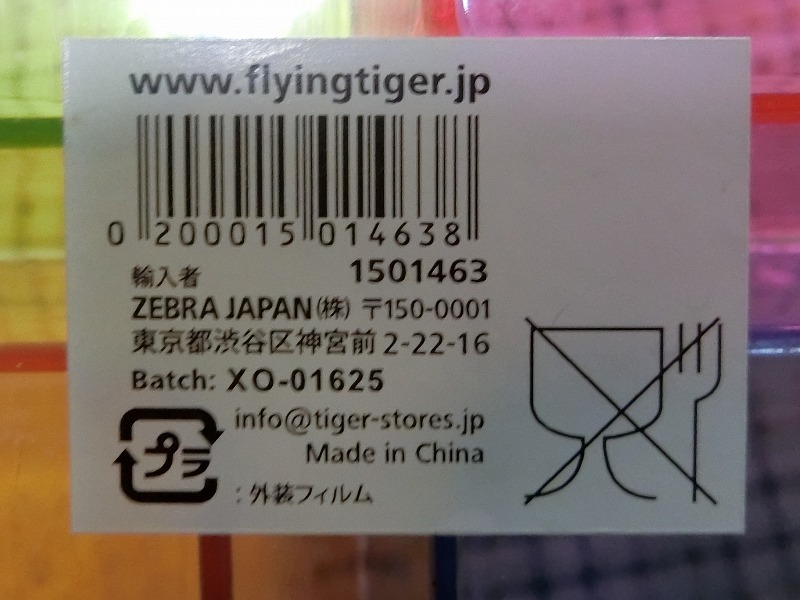 www.flyingtiger.jp
0 200015 014638
輸入者 1501463
ZEBRA JAPAN(株) 〒150-0001
東京都渋谷区神宮前 2-22-16
Batch: XO-01625
info@tiger-stores.jp
Made in China
プラ
: 外装フィルム